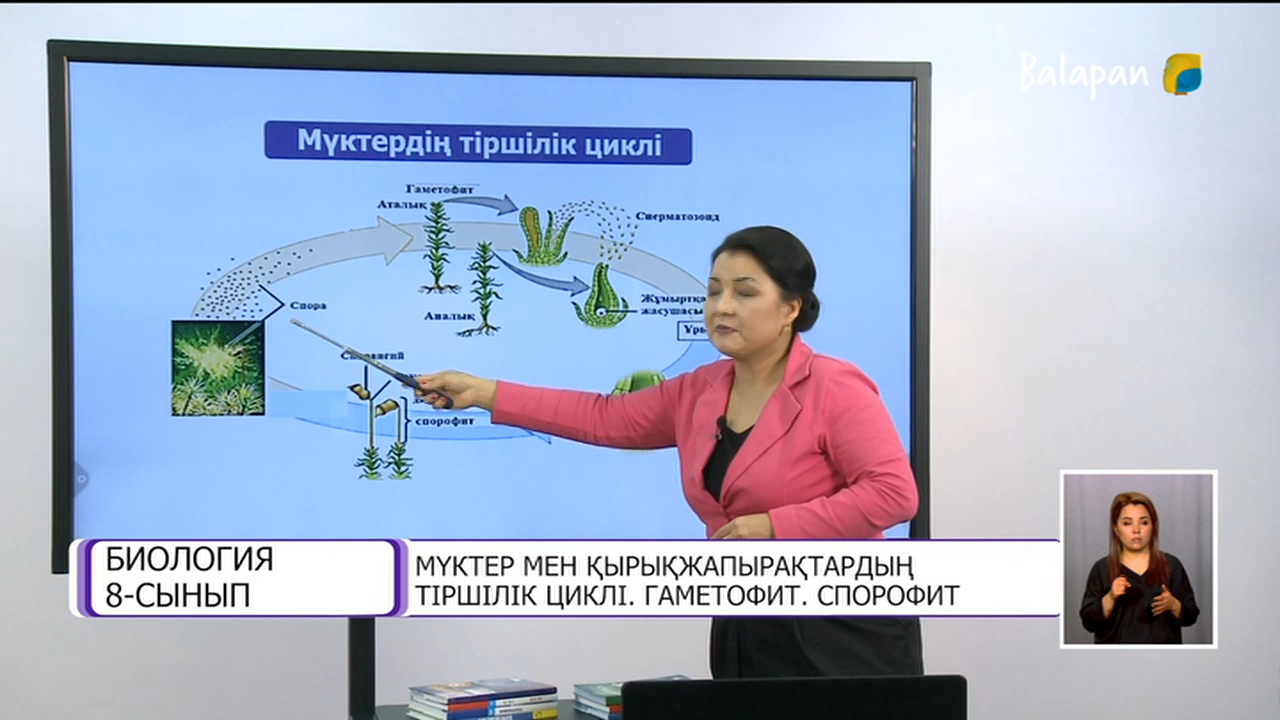 Balapan
Мүктердің тіршілік циклі
Гаметофит
Аталық
Сперматозоид
Спора
Жұмыртқа
жасушасы
Аналық
Ұры
Спорангий
спорофит
БИОЛОГИЯ
8-СЫНЫП
МҮКТЕР МЕН ҚЫРЫҚЖАПЫРАҚТАРДЫҢ
ТІРШІЛІК ЦИКЛІ. ГАМЕТОФИТ. СПОРОФИТ